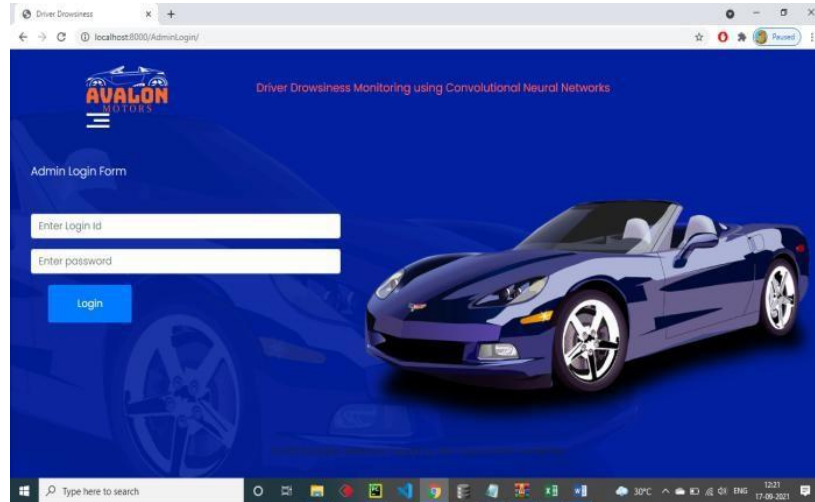 Driver Drowsiness
localhost:8000/AdminLogin/
Paused
AVALON
MOTORS
Driver Drowsiness Monitoring using Convolutional Neural Networks
Admin Login Form
Enter Login Id
Enter password
Login
Type here to search
30°C
ENG
12:21
17-09-2021